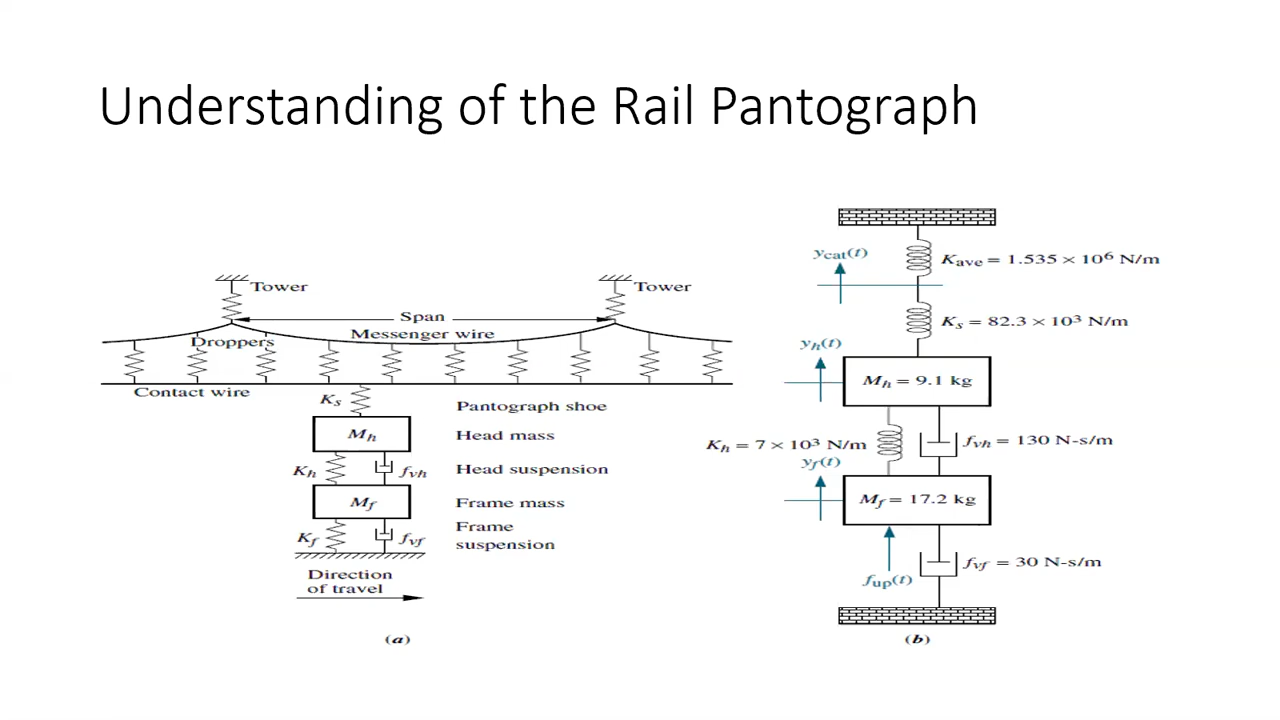 Understanding of the Rail Pantograph
Tower
Tower
Span
Messenger wire
Droppers
Contact wire
Ks
Pantograph shoe
Mh
Head mass
Kh
fvh
Head suspension
Mf
Frame mass
Kf
fvf
Frame
suspension
Direction
of travel
(a)
ycat(t)
Kave = 1.535 × 10⁶ N/m
Ks = 82.3 × 10³ N/m
yh(t)
Mh = 9.1 kg
Kh = 7 × 10³ N/m
fvh = 130 N-s/m
yf(t)
Mf = 17.2 kg
fup(t)
fvf = 30 N-s/m
(b)